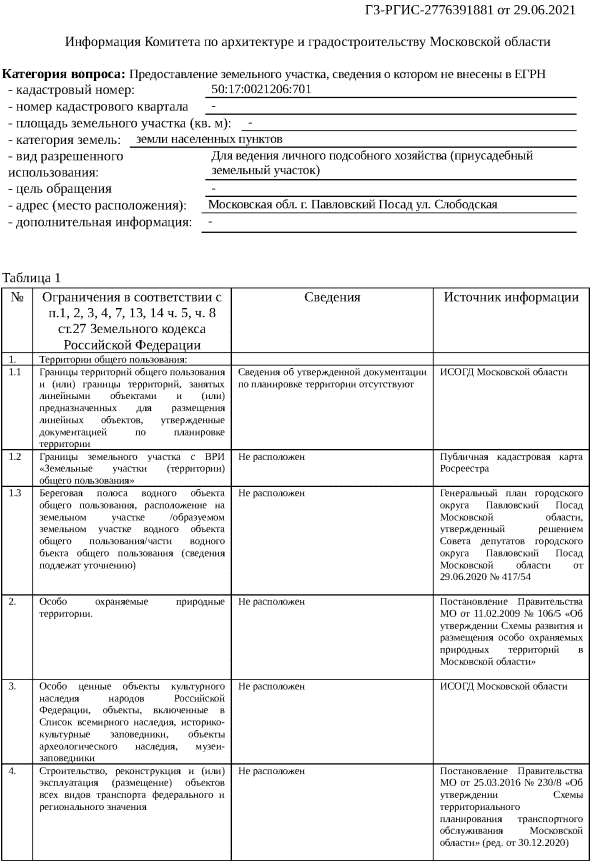 ГЗ-РГИС-2776391881 от 29.06.2021
Информация Комитета по архитектуре и градостроительству Московской области
Категория вопроса: Предоставление земельного участка, сведения о котором не внесены в ЕГРН
- кадастровый номер: 50:17:0021206:701
- номер кадастрового квартала -
- площадь земельного участка (кв. м): -
- категория земель: земли населенных пунктов
- вид разрешенного использования: Для ведения личного подсобного хозяйства (приусадебный
земельный участок)
- цель обращения -
- адрес (место расположения): Московская обл. г. Павловский Посад ул. Слободская
- дополнительная информация: -
Таблица 1
№ Ограничения в соответствии с Сведения Источник информации
п.1, 2, 3, 4, 7, 13, 14 ч. 5, ч. 8
ст.27 Земельного кодекса
Российской Федерации
1. Территории общего пользования:
1.1 Границы территорий общего пользования
и (или) границы территорий, занятых
линейными объектами и (или)
предназначенных для размещения
линейных объектов, утвержденные
документацией по планировке
территории
Сведения об утвержденной документации
по планировке территории отсутствуют
ИСОГД Московской области
1.2 Границы земельного участка с ВРИ
«Земельные участки (территории)
общего пользования»
Не расположен
Публичная кадастровая карта
Росреестра
1.3 Береговая полоса водного объекта
общего пользования, расположение на
земельном участке /образуемом
земельном участке водного объекта
общего пользования/части водного
бъекта общего пользования (сведения
подлежат уточнению)
Не расположен
Генеральный план городского
округа Павловский Посад
Московской области,
утвержденный решением
Совета депутатов городского
округа Павловский Посад
Московской области от
29.06.2020 № 417/54
2. Особо охраняемые природные
территории.
Не расположен
Постановление Правительства
МО от 11.02.2009 № 106/5 «Об
утверждении Схемы развития и
размещения особо охраняемых
природных территорий в
Московской области»
3. Особо ценные объекты культурного
наследия народов Российской
Федерации, объекты, включенные в
Список всемирного наследия, историко-
культурные заповедники, объекты
археологического наследия, музеи-
заповедники
Не расположен
ИСОГД Московской области
4. Строительство, реконструкция и (или)
эксплуатация (размещение) объектов
всех видов транспорта федерального и
регионального значения
Не расположен
Постановление Правительства
МО от 25.03.2016 № 230/8 «Об
утверждении Схемы
территориального
планирования транспортного
обслуживания Московской
области» (ред. от 30.12.2020)